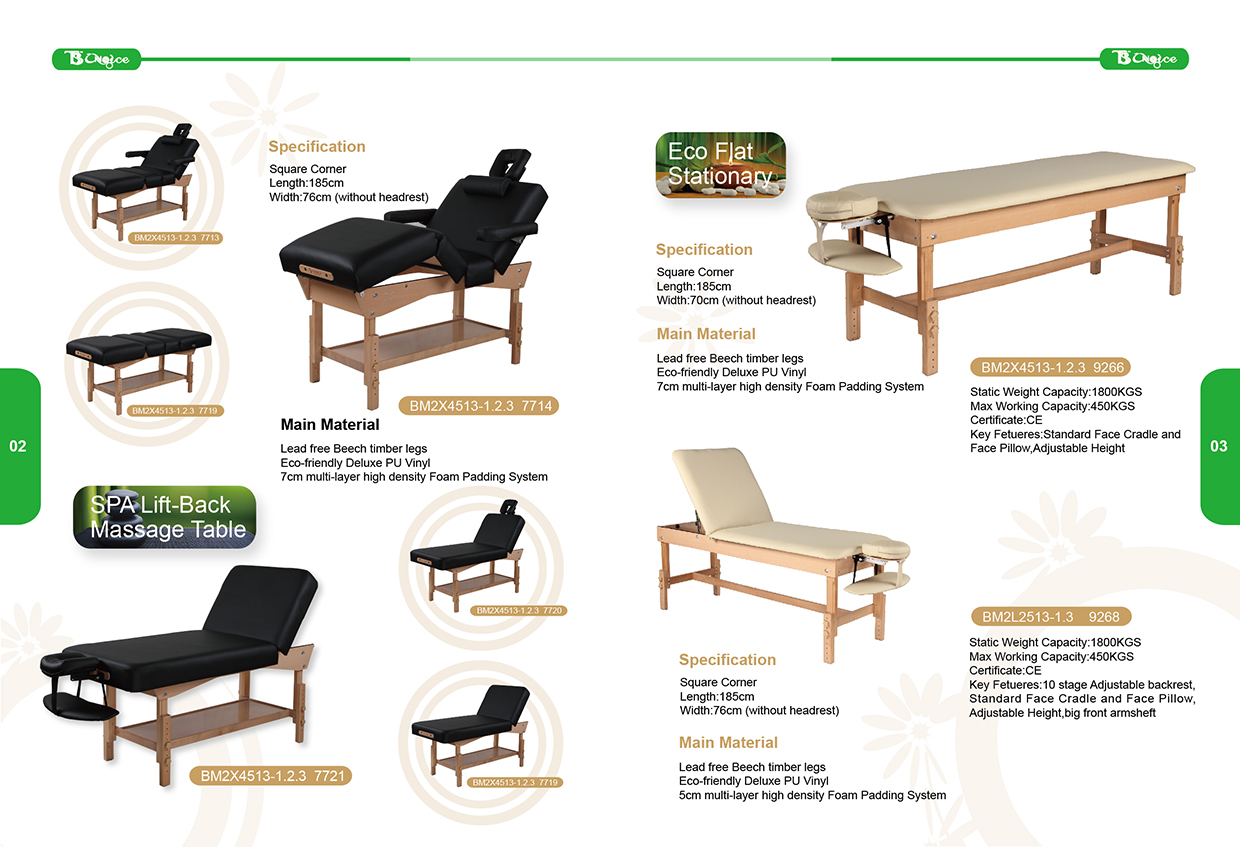 BM2X4513-1.2.3 7713
Specification
Square Corner
Length:185cm
Width:76cm (without headrest)
BM2X4513-1.2.3 7719
BM2X4513-1.2.3 7714
Main Material
Lead free Beech timber legs
Eco-friendly Deluxe PU Vinyl
7cm multi-layer high density Foam Padding System
02
SPA Lift-Back
Massage Table
BM2X4513-1.2.3 7720
BM2X4513-1.2.3 7721
BM2X4513-1.2.3 7719
Eco Flat
Stationary
Specification
Square Corner
Length:185cm
Width:70cm (without headrest)
Main Material
Lead free Beech timber legs
Eco-friendly Deluxe PU Vinyl
7cm multi-layer high density Foam Padding System
BM2X4513-1.2.3 9266
Static Weight Capacity:1800KGS
Max Working Capacity:450KGS
Certificate:CE
Key Fetueres:Standard Face Cradle and
Face Pillow,Adjustable Height
03
Specification
Square Corner
Length:185cm
Width:76cm (without headrest)
Main Material
Lead free Beech timber legs
Eco-friendly Deluxe PU Vinyl
5cm multi-layer high density Foam Padding System
BM2L2513-1.3 9268
Static Weight Capacity:1800KGS
Max Working Capacity:450KGS
Certificate:CE
Key Fetueres:10 stage Adjustable backrest,
Standard Face Cradle and Face Pillow,
Adjustable Height,big front armsheft